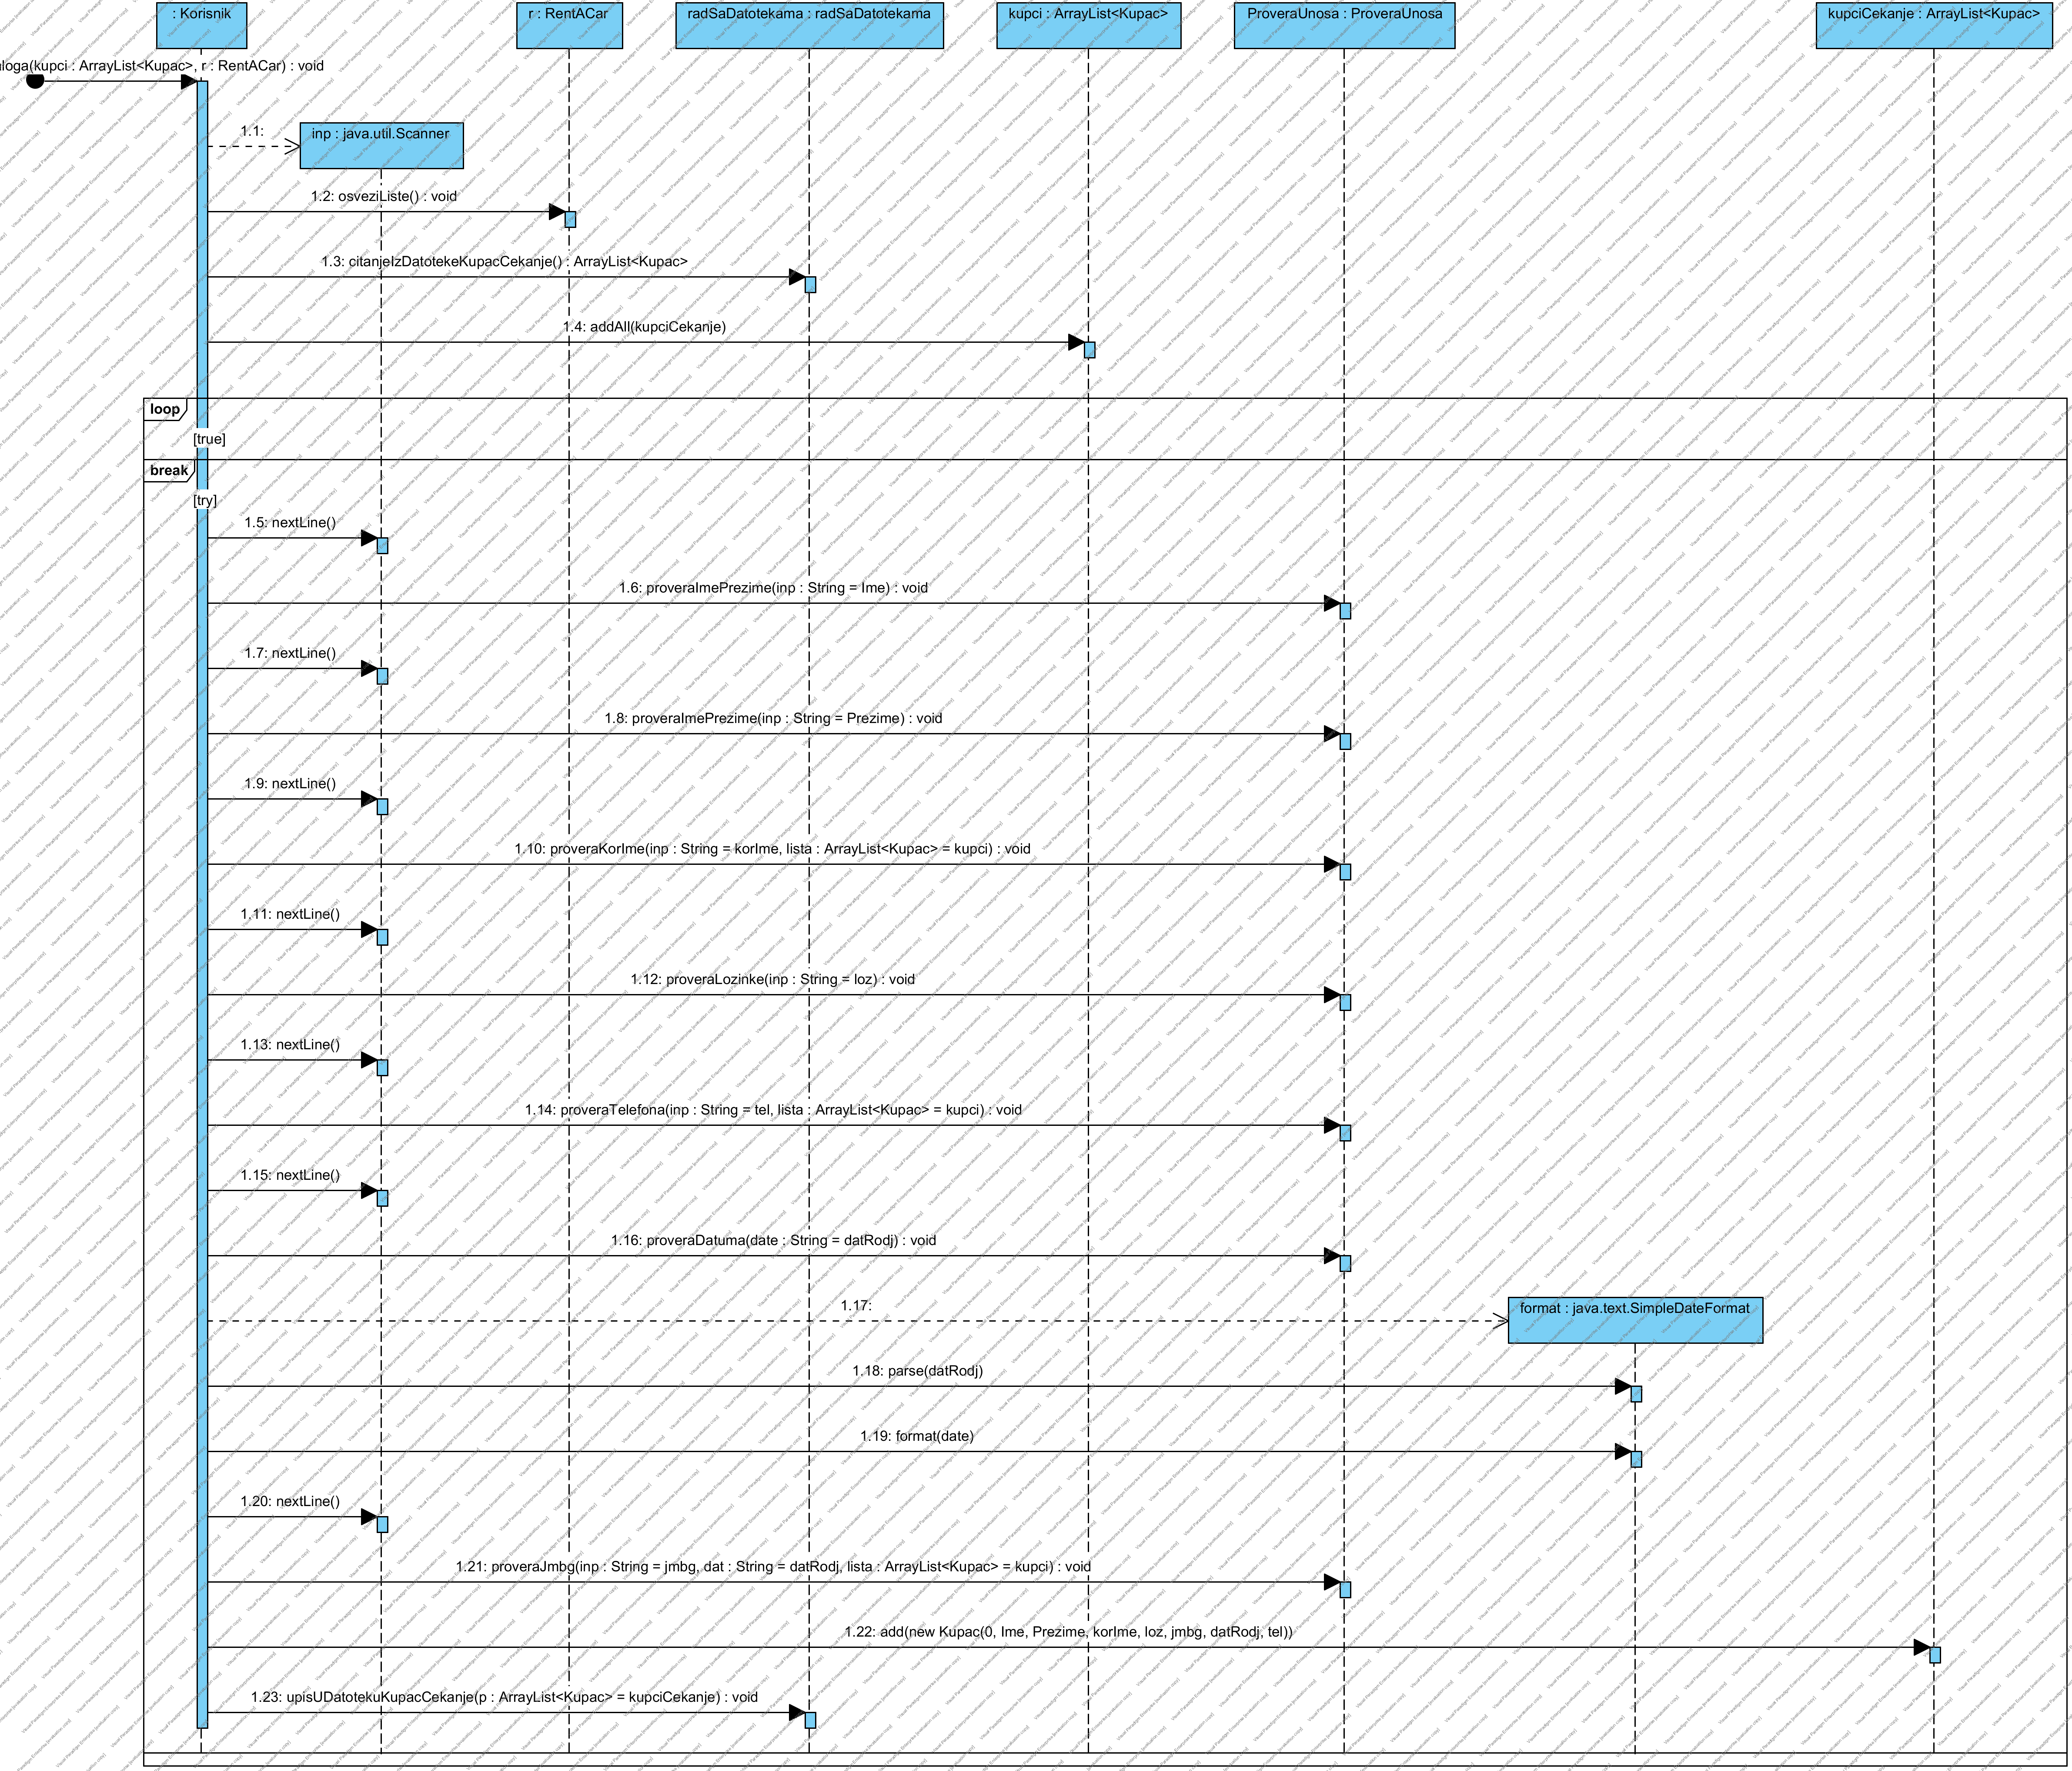 : Korisnik
r : RentACar
radSaDatotekama : radSaDatotekama
kupci : ArrayList<Kupac>
ProveraUnosa : ProveraUnosa
kupciCekanje : ArrayList<Kupac>
loga(kupci : ArrayList<Kupac>, r : RentACar) : void
1.1:
inp : java.util.Scanner
1.2: osveziListe() : void
1.3: citanjeIzDatotekeKupacCekanje() : ArrayList<Kupac>
1.4: addAll(kupciCekanje)
loop
[true]
break
[try]
1.5: nextLine()
1.6: proveraImePrezime(inp : String = Ime) : void
1.7: nextLine()
1.8: proveraImePrezime(inp : String = Prezime) : void
1.9: nextLine()
1.10: proveraKorIme(inp : String = korIme, lista : ArrayList<Kupac> = kupci) : void
1.11: nextLine()
1.12: proveraLozinke(inp : String = loz) : void
1.13: nextLine()
1.14: proveraTelefona(inp : String = tel, lista : ArrayList<Kupac> = kupci) : void
1.15: nextLine()
1.16: proveraDatuma(date : String = datRodj) : void
1.17:
format : java.text.SimpleDateFormat
1.18: parse(datRodj)
1.19: format(date)
1.20: nextLine()
1.21: proveraJmbg(inp : String = jmbg, dat : String = datRodj, lista : ArrayList<Kupac> = kupci) : void
1.22: add(new Kupac(0, Ime, Prezime, korIme, loz, jmbg, datRodj, tel))
1.23: upisUDatotekuKupacCekanje(p : ArrayList<Kupac> = kupciCekanje) : void